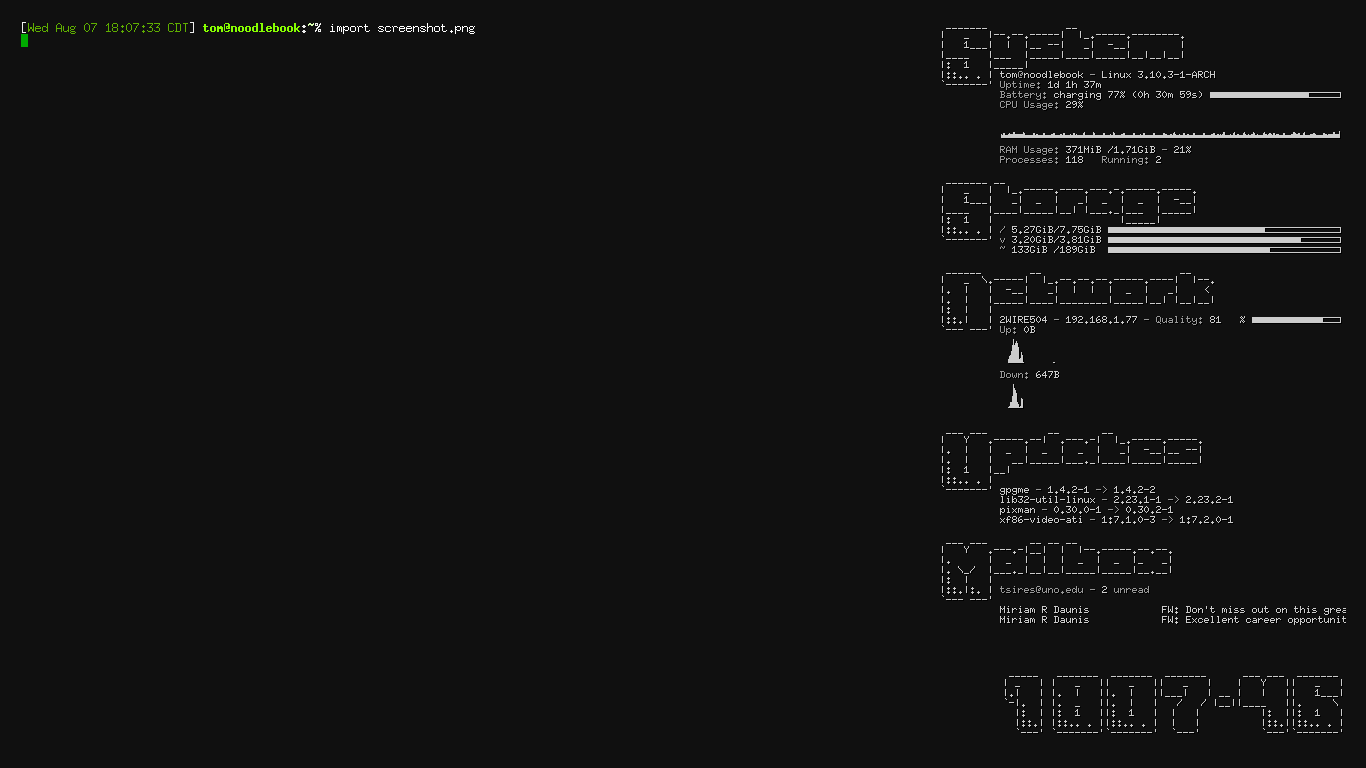 [Wed Aug 07 18:07:33 CDT] tom@noodlebook:~% import screenshot.png
System
tom@noodlebook - Linux 3.10.3-1-ARCH
Uptime: 1d 1h 37m
Battery: charging 77% (0h 30m 59s)
CPU Usage: 29%
RAM Usage: 371MiB /1.71GiB - 21%
Processes: 118 Running: 2
Storage
/ 5.27GiB/7.75GiB
v 3.20GiB/3.81GiB
~ 133GiB /189GiB
Network
2WIRE504 - 192.168.1.77 - Quality: 81 %
Up: 0B
Down: 647B
Updates
gpgme - 1.4.2-1 -> 1.4.2-2
lib32-util-linux - 2.23.1-1 -> 2.23.2-1
pixman - 0.30.0-1 -> 0.30.2-1
xf86-video-ati - 1:7.1.0-3 -> 1:7.2.0-1
Mailbox
tsires@uno.edu - 2 unread
Miriam R Daunis FW: Don't miss out on this grea
Miriam R Daunis FW: Excellent career opportunit